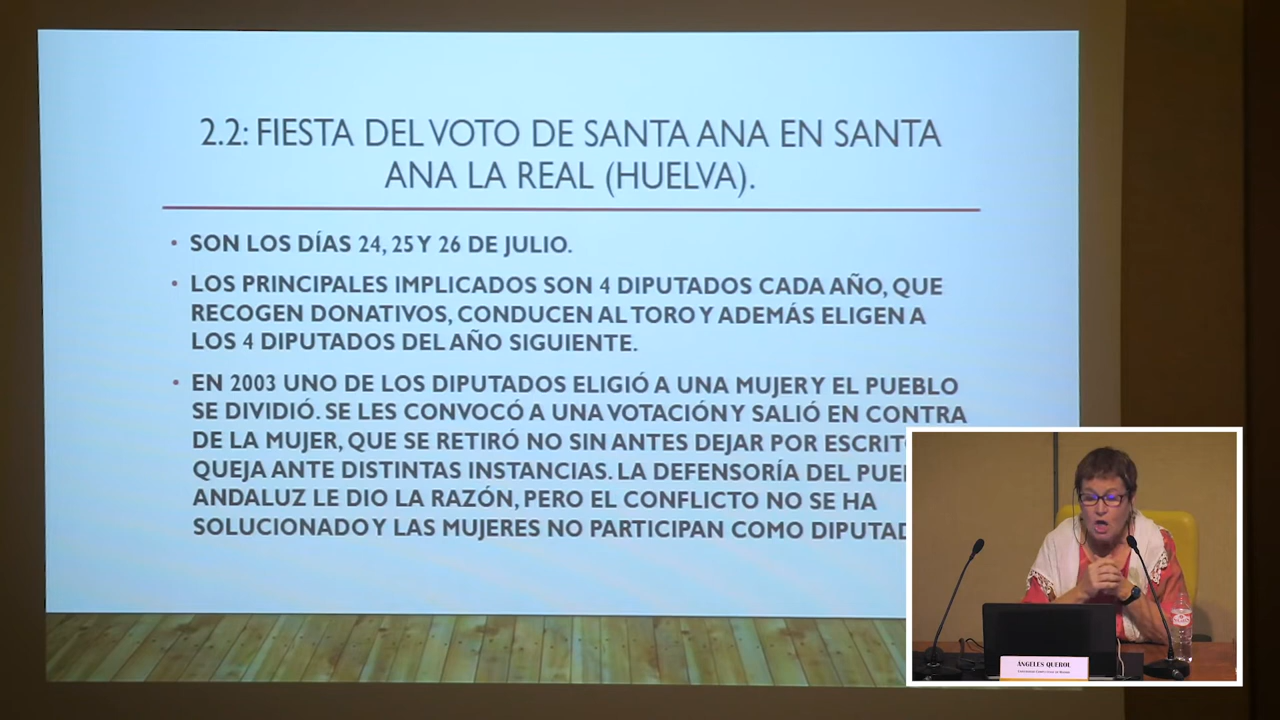 2.2: FIESTA DEL VOTO DE SANTA ANA EN SANTA
ANA LA REAL (HUELVA).
• SON LOS DÍAS 24, 25 Y 26 DE JULIO.
• LOS PRINCIPALES IMPLICADOS SON 4 DIPUTADOS CADA AÑO, QUE
RECOGEN DONATIVOS, CONDUCEN AL TORO Y ADEMÁS ELIGEN A
LOS 4 DIPUTADOS DEL AÑO SIGUIENTE.
• EN 2003 UNO DE LOS DIPUTADOS ELIGIÓ A UNA MUJER Y EL PUEBLO
SE DIVIDIÓ. SE LES CONVOCÓ A UNA VOTACIÓN Y SALIÓ EN CONTRA
DE LA MUJER, QUE SE RETIRÓ NO SIN ANTES DEJAR POR ESCRIT
QUEJA ANTE DISTINTAS INSTANCIAS. LA DEFENSORÍA DEL PUE
ANDALUZ LE DIO LA RAZÓN, PERO EL CONFLICTO NO SE HA
SOLUCIONADO Y LAS MUJERES NO PARTICIPAN COMO DIPUTAD
ÁNGELES QUEROL